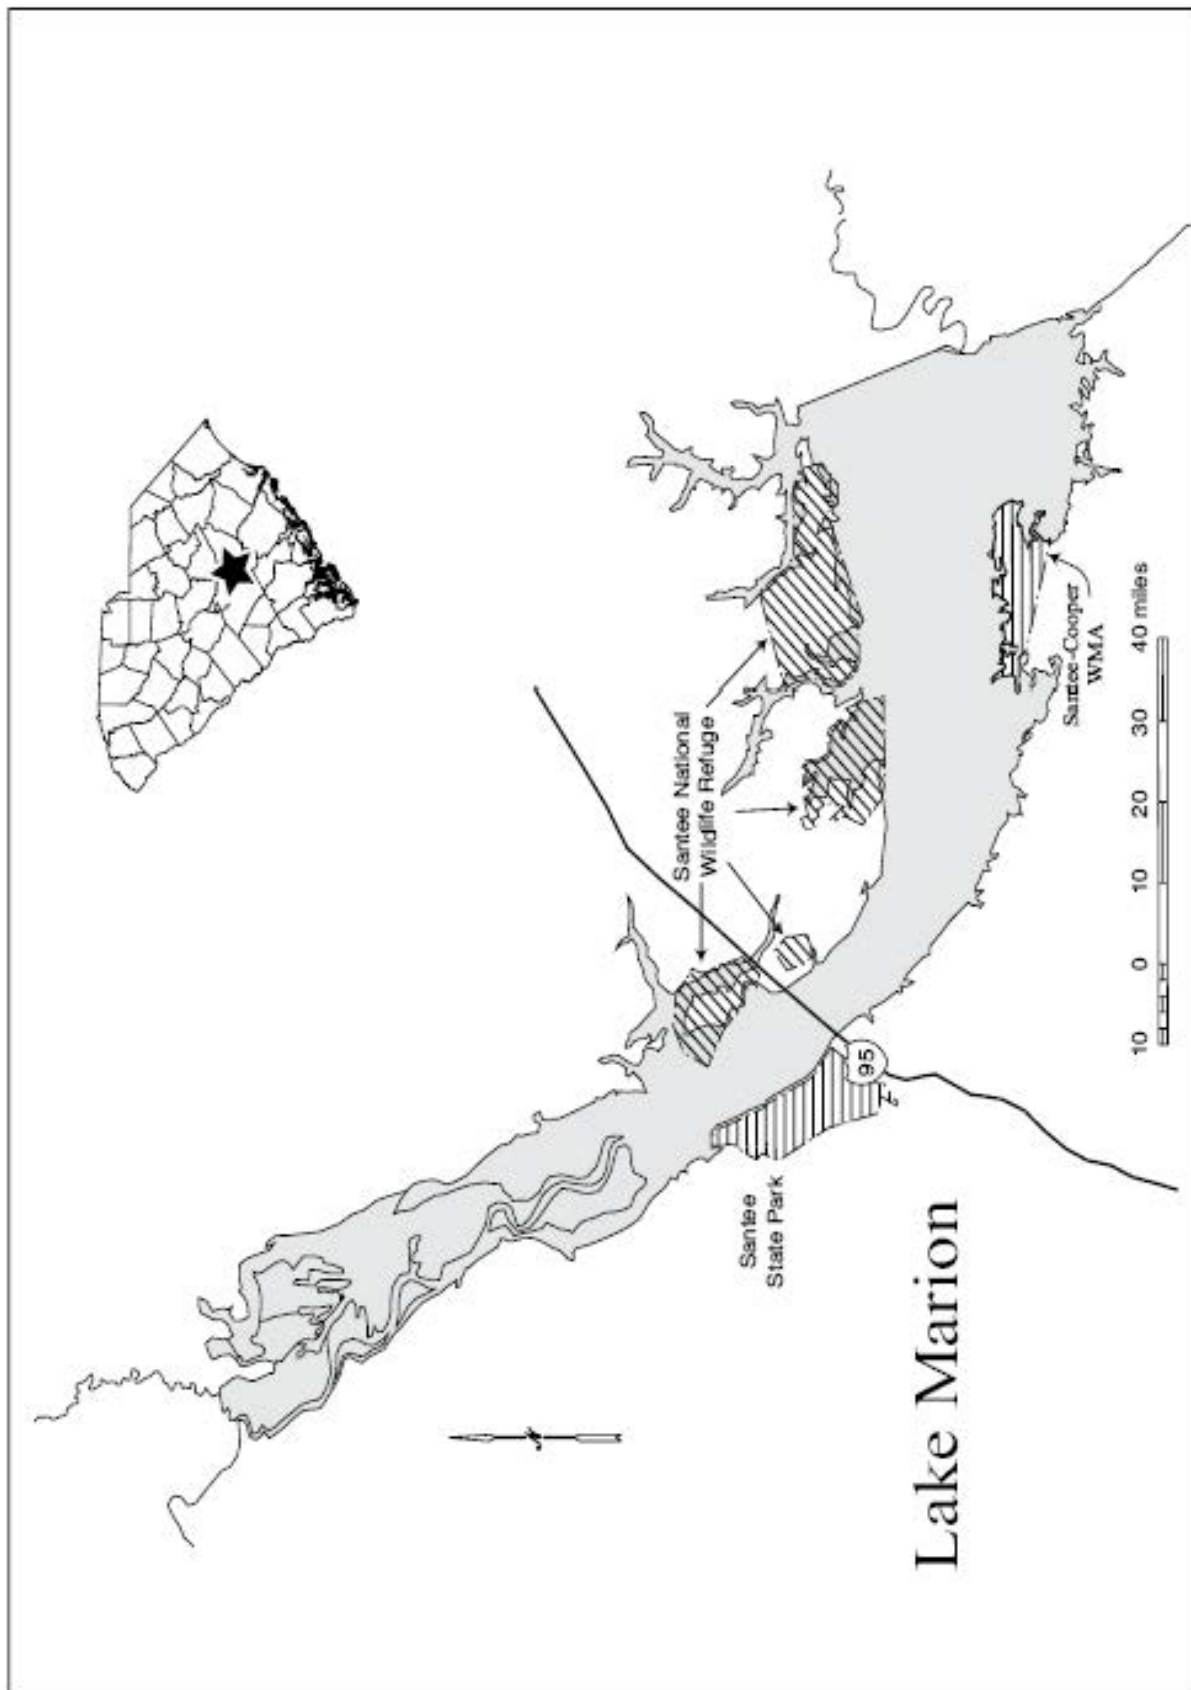 Santee National
Wildlife Refuge
95
Santee
State Park
Santee-Cooper
WMA
10 0 10 20 30 40 miles
Lake Marion